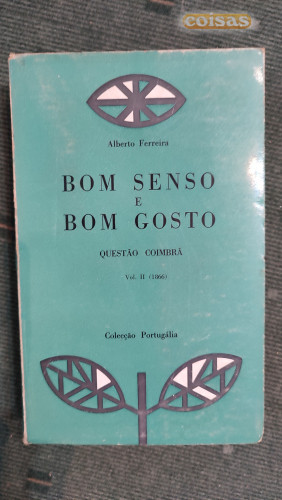 coisas
Alberto Ferreira
BOM SENSO
E
BOM GOSTO
QUESTÃO COIMBRÃ
Vol. II (1866)
Colecção Portugália